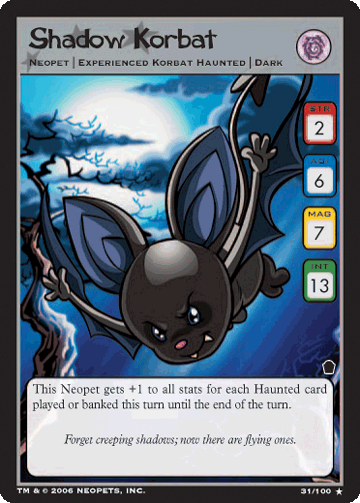 Shadow Korbat
Neopet | Experienced Korbat Haunted | Dark
STR
2
AGI
6
MAG
7
INT
13
This Neopet gets +1 to all stats for each Haunted card
played or banked this turn until the end of the turn.
Forget creeping shadows; now there are flying ones.
TM & © 2006 NEOPETS, INC.
31/100 ★